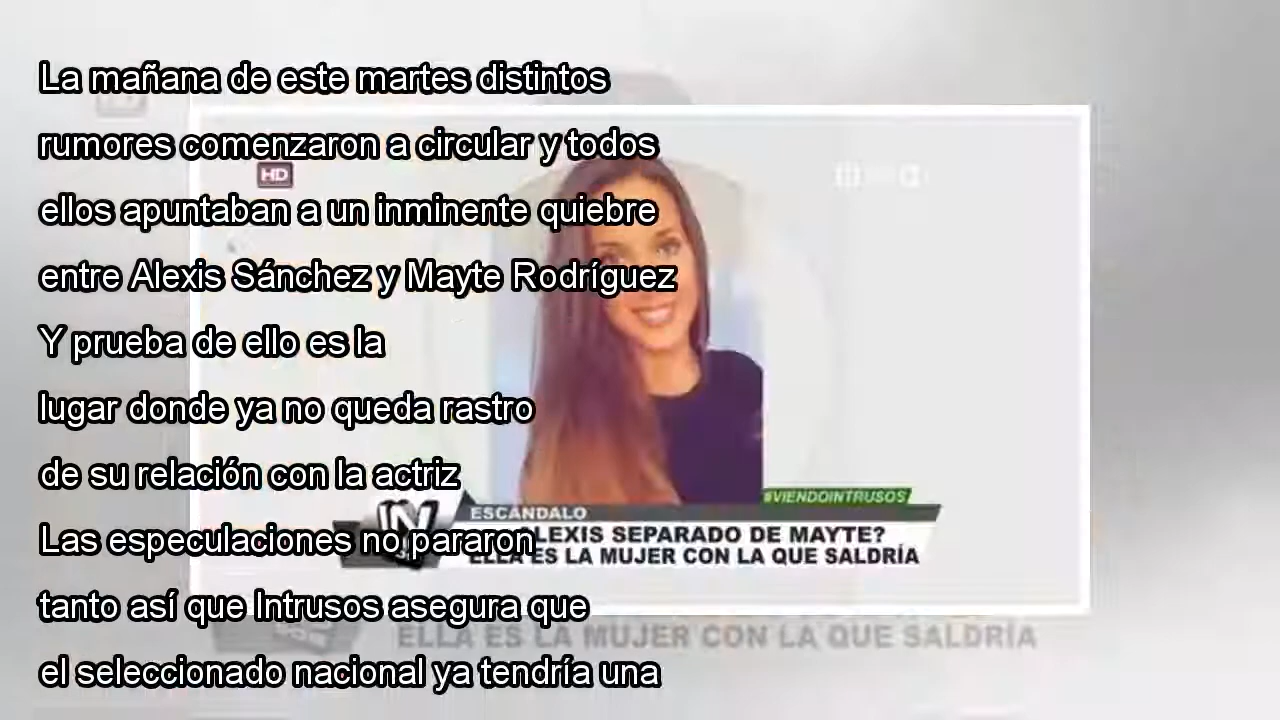 La mañana de este martes distintos
rumores comenzaron a circular y todos
HD
ellos apuntaban a un inminente quiebre
entre Alexis Sánchez y Mayte Rodríguez
Y prueba de ello es la
lugar donde ya no queda rastro
de su relación con la actriz
#VIENDOINTRUSOS
ESCÁNDALO
Las especulaciones no pararon
LEXIS SEPARADO DE MAYTE?
ELLA ES LA MUJER CON LA QUE SALDRÍA
tanto así que Intrusos asegura que
ELLA ES LA MUJER CON LA QUE SALDRÍA
el seleccionado nacional ya tendría una